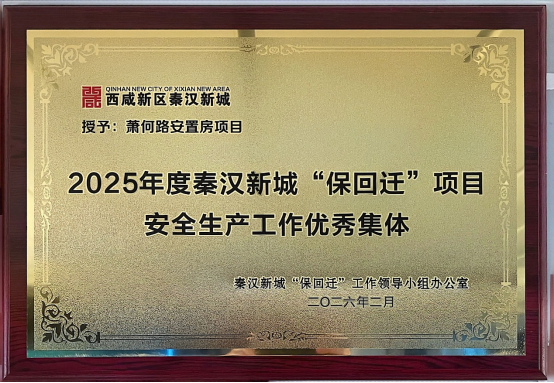 QINHAN NEW CITY OF XIXIAN NEW AREA
西咸新区秦汉新城
授予：萧何路安置房项目
2025年度秦汉新城“保回迁”项目
安全生产工作优秀集体
秦汉新城“保回迁”工作领导小组办公室
二〇二六年二月